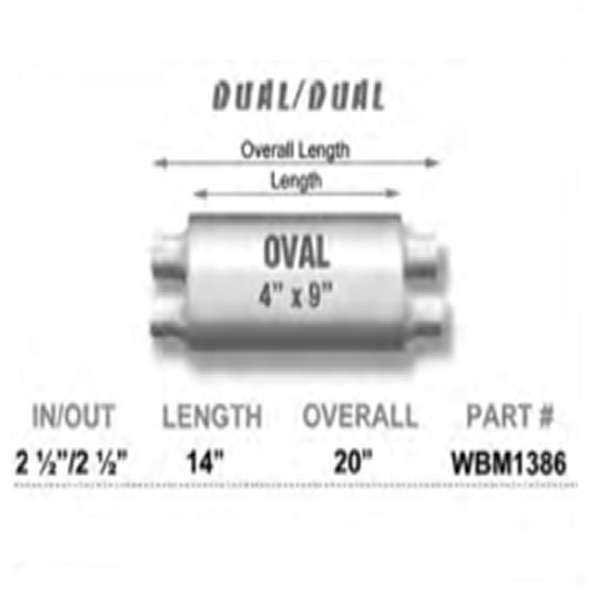 DUAL/DUAL
Overall Length
Length
OVAL
4" x 9"
IN/OUT LENGTH OVERALL PART #
2 ½"/2 ½" 14" 20" WBM1386